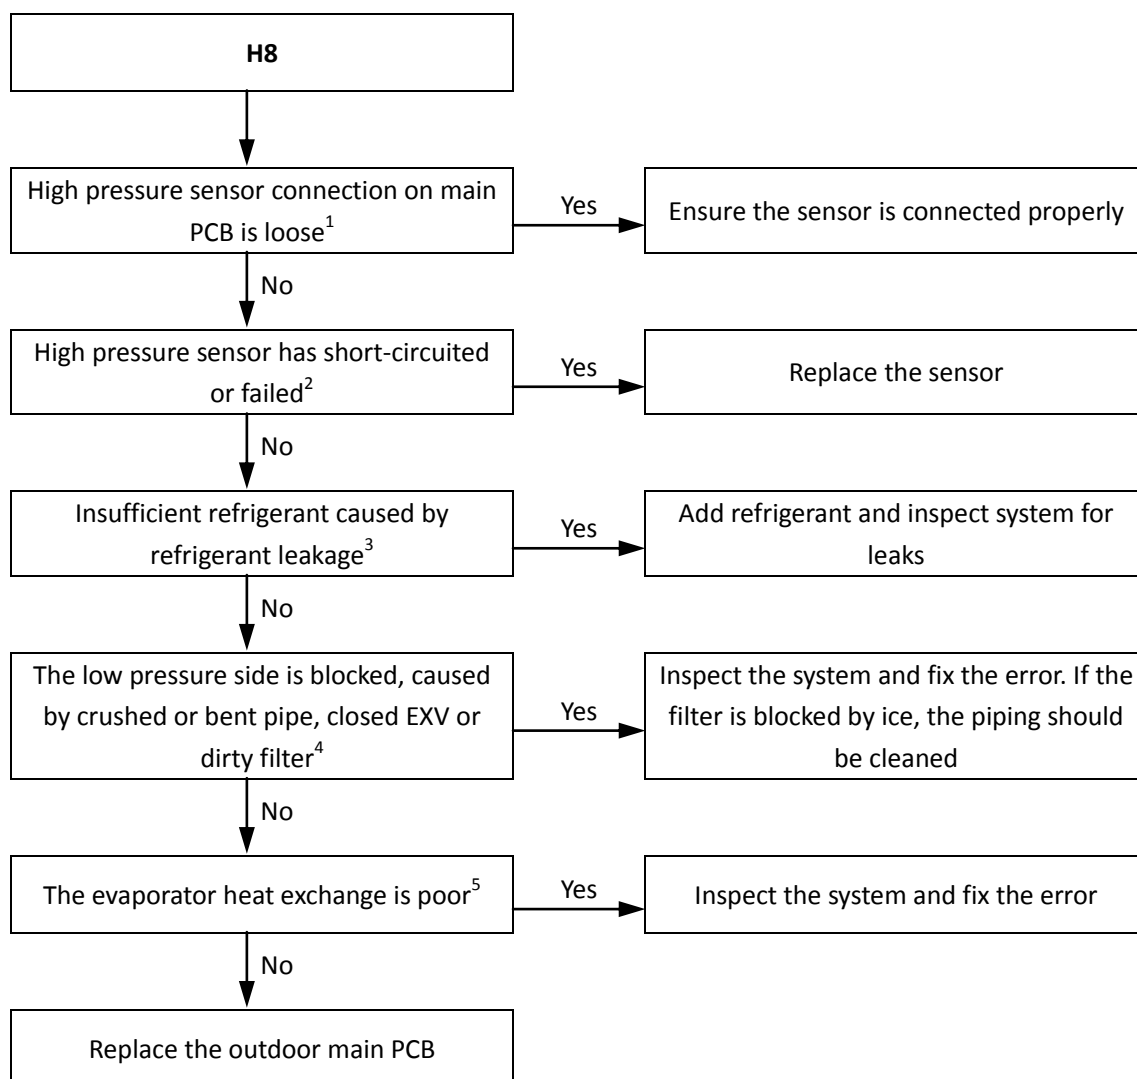 H8
High pressure sensor connection on main
PCB is loose1
Yes
Ensure the sensor is connected properly
No
High pressure sensor has short-circuited
or failed2
Yes
Replace the sensor
No
Insufficient refrigerant caused by
refrigerant leakage3
Yes
Add refrigerant and inspect system for
leaks
No
The low pressure side is blocked, caused
by crushed or bent pipe, closed EXV or
dirty filter4
Yes
Inspect the system and fix the error. If the
filter is blocked by ice, the piping should
be cleaned
No
The evaporator heat exchange is poor5
Yes
Inspect the system and fix the error
No
Replace the outdoor main PCB